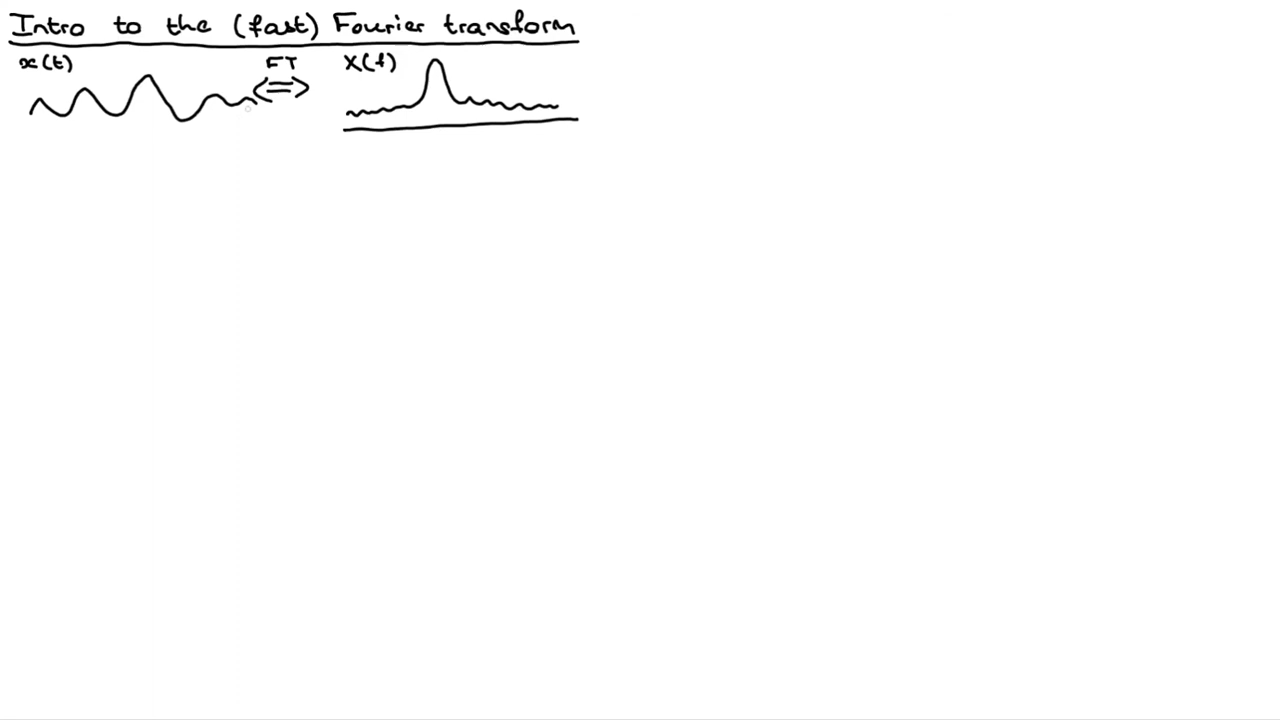 Intro to the (fast) Fourier transform
x(t) FT X(f)